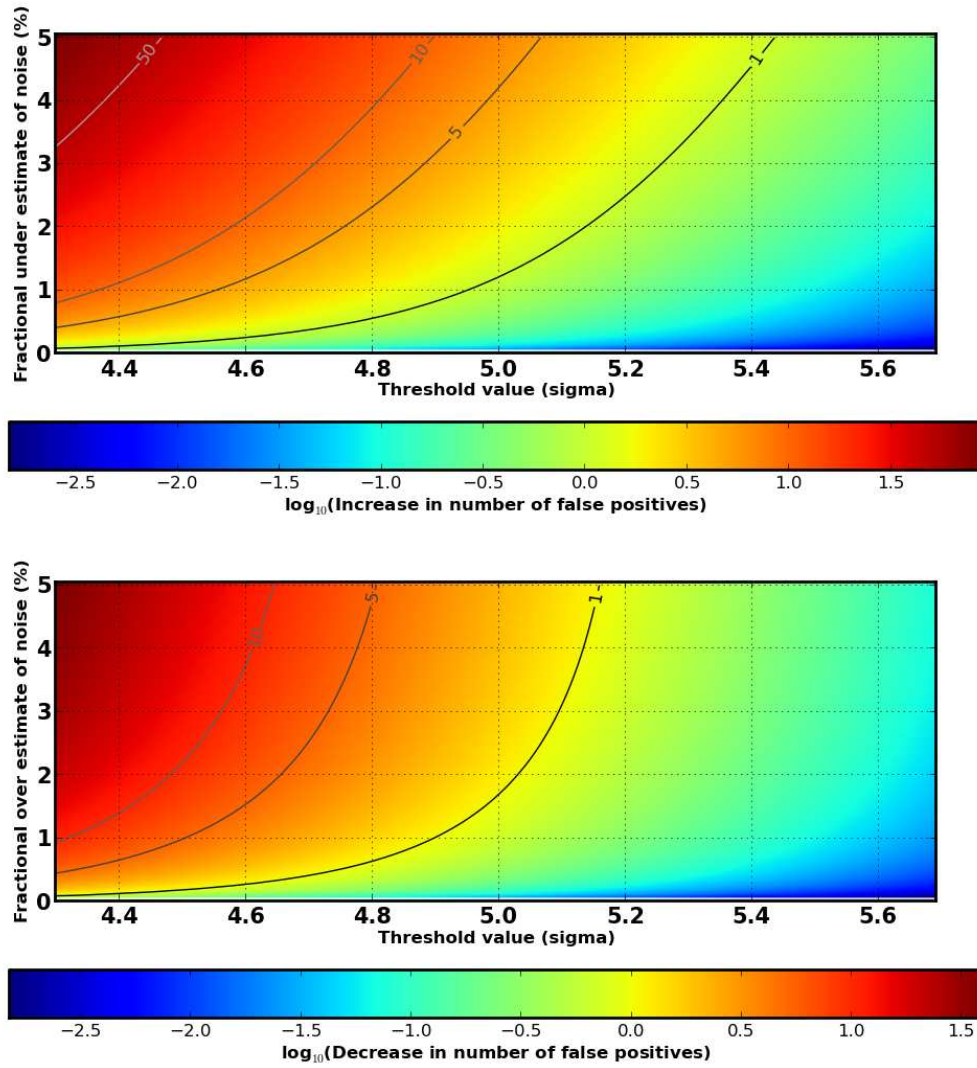 Fractional under estimate of noise (%)
5
4
3
2
1
0
50
10
5
1
4.4 4.6 4.8 5.0 5.2 5.4 5.6
Threshold value (sigma)
−2.5 −2.0 −1.5 −1.0 −0.5 0.0 0.5 1.0 1.5
log₁₀(Increase in number of false positives)
Fractional over estimate of noise (%)
5
4
3
2
1
0
10
5
1
4.4 4.6 4.8 5.0 5.2 5.4 5.6
Threshold value (sigma)
−2.5 −2.0 −1.5 −1.0 −0.5 0.0 0.5 1.0 1.5
log₁₀(Decrease in number of false positives)